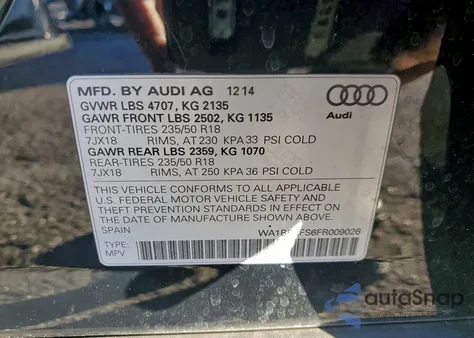 MFD. BY AUDI AG 12 14
GVWR LBS 4707, KG 2135
GAWR FRONT LBS 2502, KG 1135
FRONT-TIRES 235/50 R18
7JX18 RIMS, AT 230 KPA 33 PSI COLD
GAWR REAR LBS 2359, KG 1070
REAR-TIRES 235/50 R18
7JX18 RIMS, AT 250 KPA 36 PSI COLD
Audi
THIS VEHICLE CONFORMS TO ALL APPLICABLE
U.S. FEDERAL MOTOR VEHICLE SAFETY AND
THEFT PREVENTION STANDARDS IN EFFECT ON THE
DATE OF MANUFACTURE SHOWN ABOVE.
SPAIN
TYPE:
MPV
autoSnap